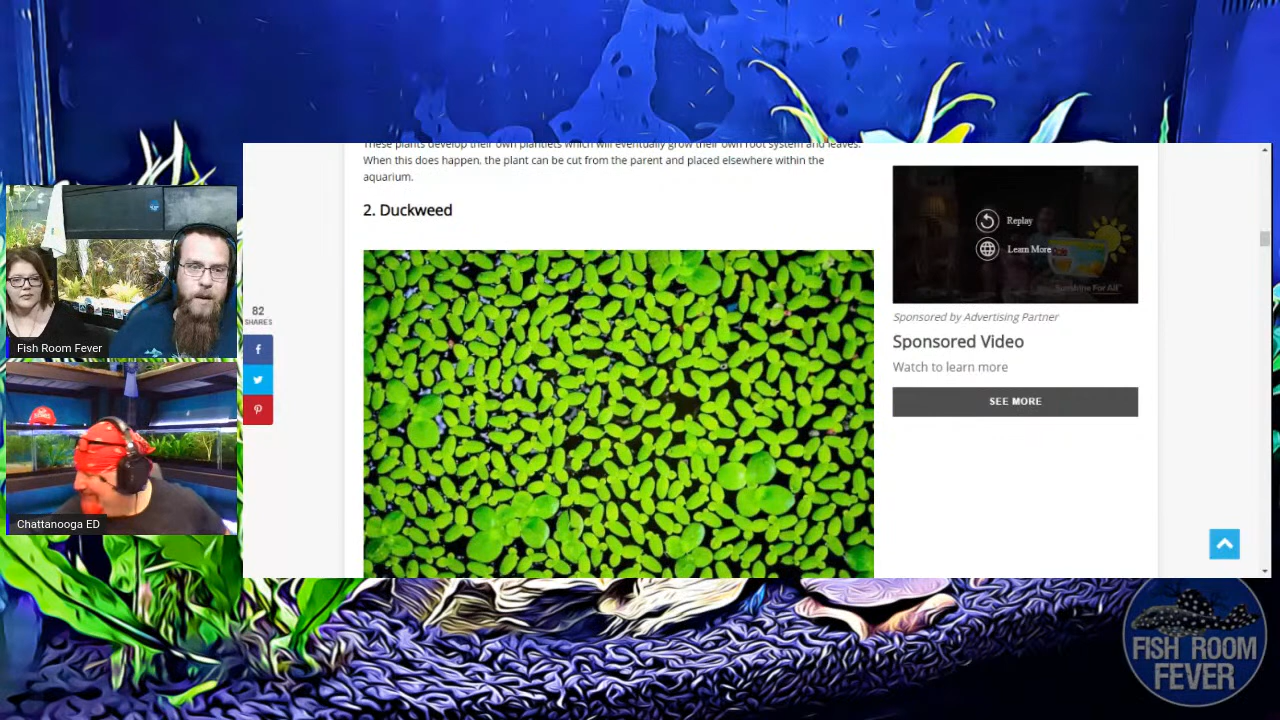 These plants develop their own plantlets which will eventually grow their own root system and leaves.
When this does happen, the plant can be cut from the parent and placed elsewhere within the
aquarium.
2. Duckweed
82
SHARES
Replay
Learn More
Sunshine For All
Sponsored by Advertising Partner
Sponsored Video
Watch to learn more
SEE MORE
Fish Room Fever
Chattanooga ED
FISH ROOM
FEVER